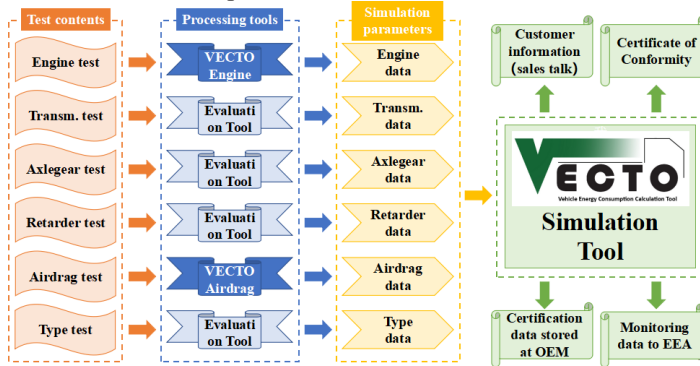 Test contents
Processing tools
Simulation
parameters
Engine test
VECTO
Engine
Engine
data
Transm. test
Evaluati
on Tool
Transm.
data
Axlegear test
Evaluati
on Tool
Axlegear
data
Retarder test
Evaluati
on Tool
Retarder
data
Airdrag test
VECTO
Airdrag
Airdrag
data
Type test
Evaluati
on Tool
Type
data
Customer
information
(sales talk)
Certificate of
Conformity
VECTO
Vehicle Energy Consumption Calculation Tool
Simulation
Tool
Certification
data stored
at OEM
Monitoring
data to EEA